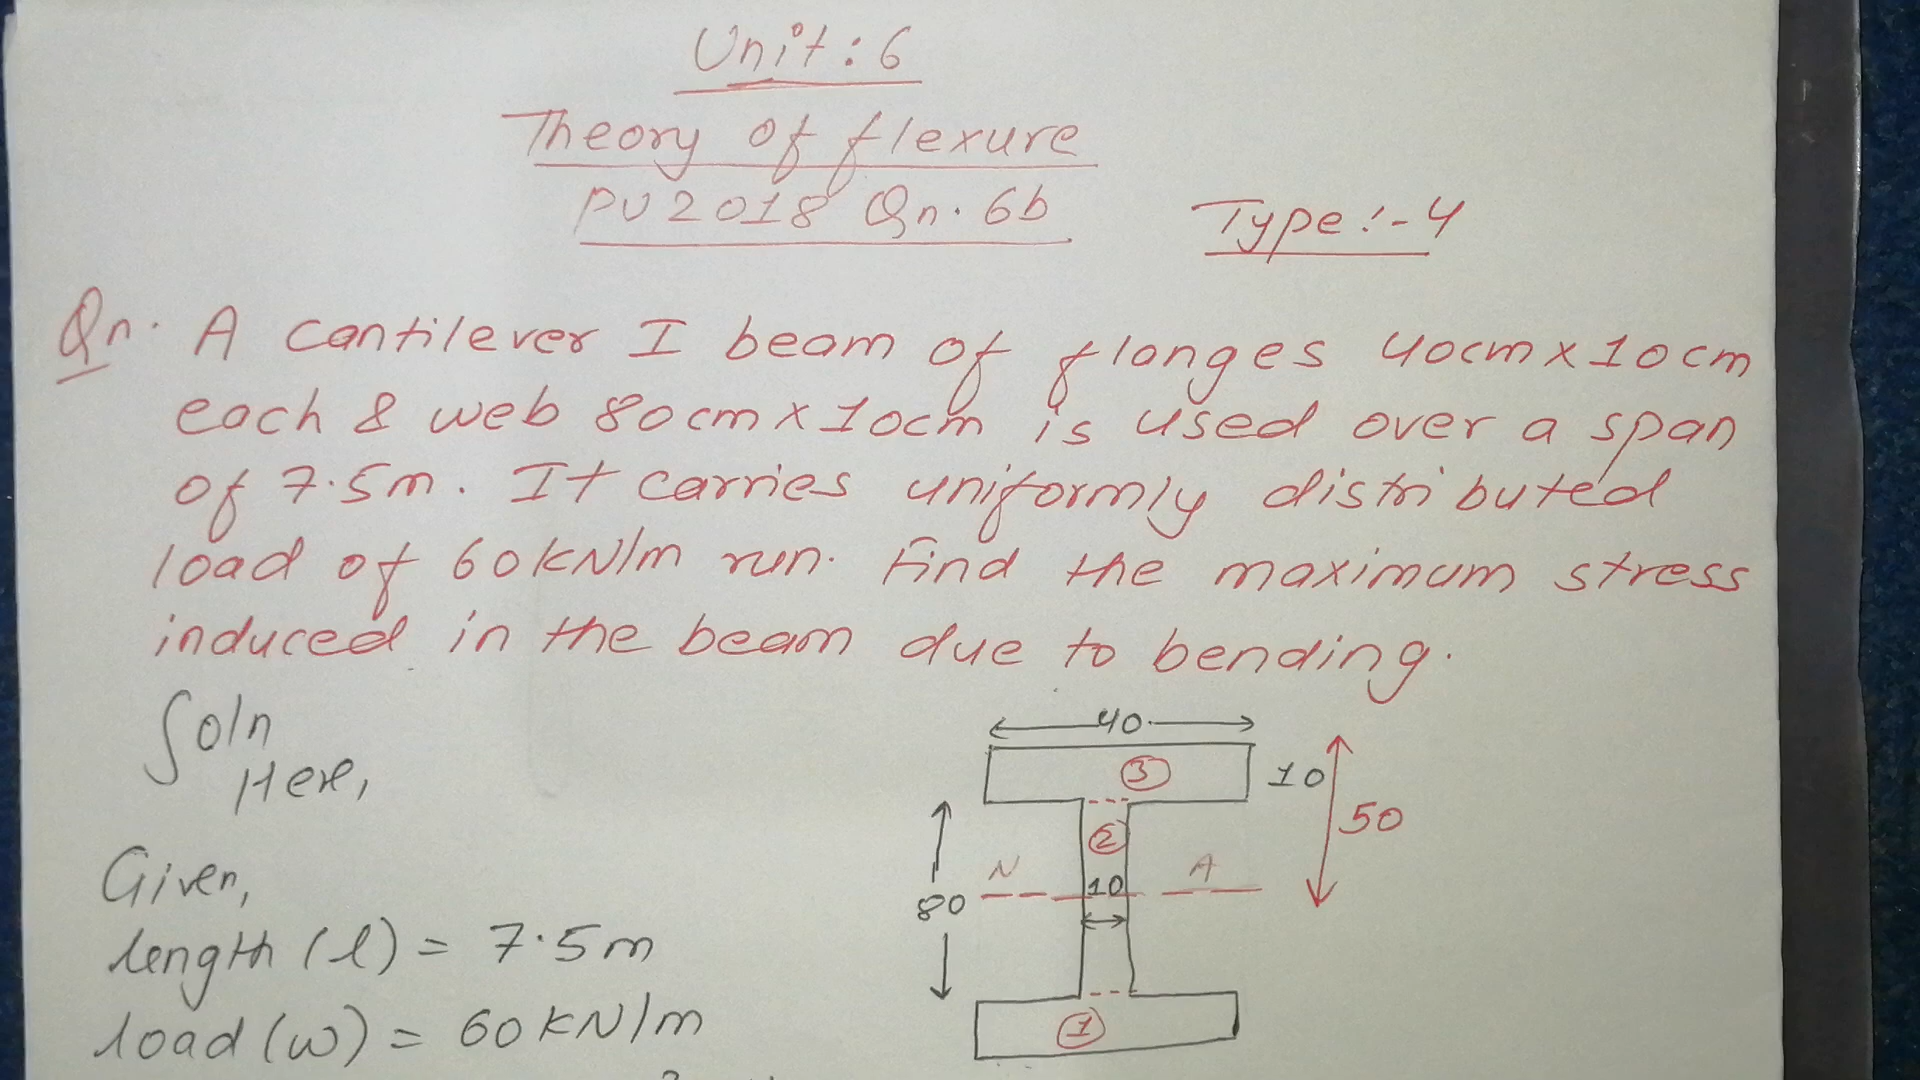 Unit: 6
Theory of flexure
PU2018 Qn. 6b
Type:-4
Qn. A cantilever I beam of flanges 40cm x 10cm
each & web 80cm x 10cm is used over a span
of 7.5m. It carries uniformly distributed
load of 60kN/m run. Find the maximum stress
induced in the beam due to bending.
Soln
Here,
40
3
10
50
2
N
A
10
80
Given,
length (l) = 7.5m
load (w) = 60 kN/m
1